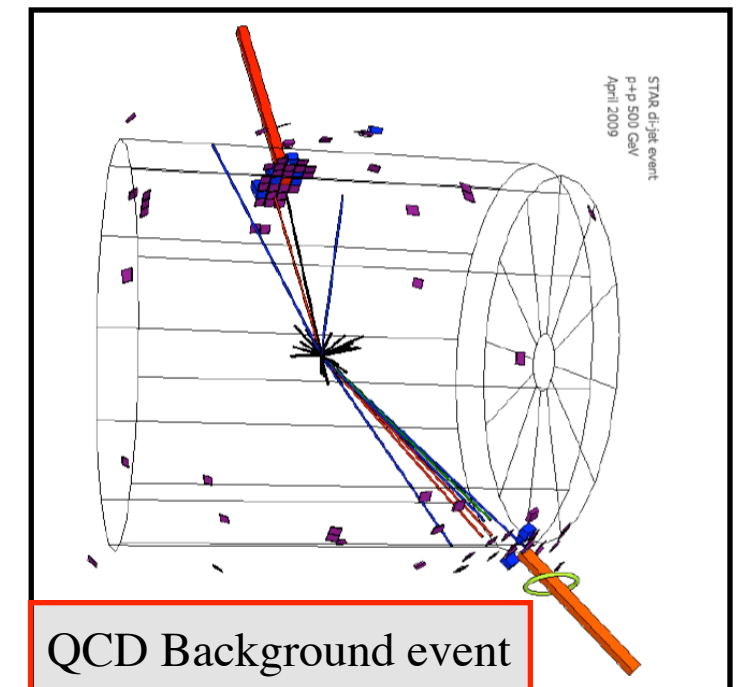 STAR di-jet event
p+p 500 GeV
April 2009
QCD Background event